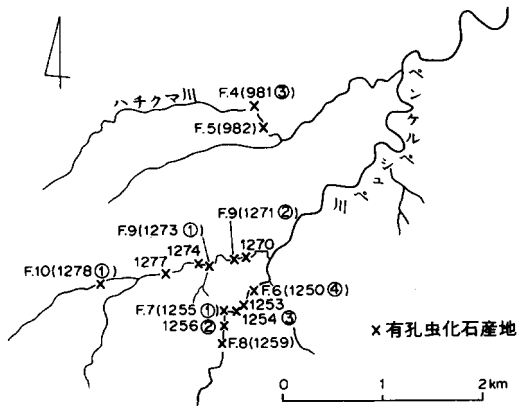 F.4(981③)
ハチクマ川
F.5(982)
ペンケルペシュペ川
F.9(1273①)
F.9(1271②)
1274
1270
1277
F.10(1278①)
F.6(1250④)
1253
F.7(1255①)
1254③
1256②
F.8(1259)
×有孔虫化石産地
0 1 2km